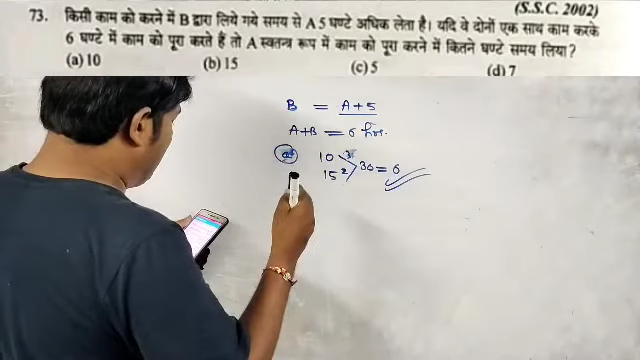 (S.S.C. 2002)
73. किसी काम को करने में B द्वारा लिये गये समय से A 5 घण्टे अधिक लेता है। यदि वे दोनों एक साथ काम करके
6 घण्टे में काम को पूरा करते हैं तो A स्वतन्त्र रूप में काम को पूरा करने में कितने घण्टे समय लिया?
(a) 10 (b) 15 (c) 5 (d) 7
B = A+5
A+B = 6 hrs.
10 3
30 = 6
15 2